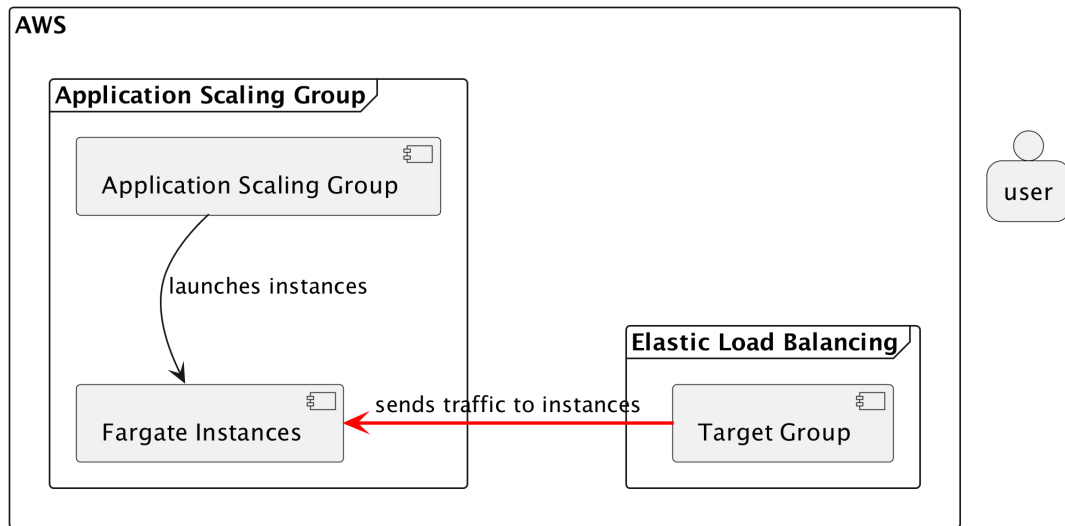 AWS
Application Scaling Group
Application Scaling Group
user
launches instances
Elastic Load Balancing
sends traffic to instances
Fargate Instances
Target Group